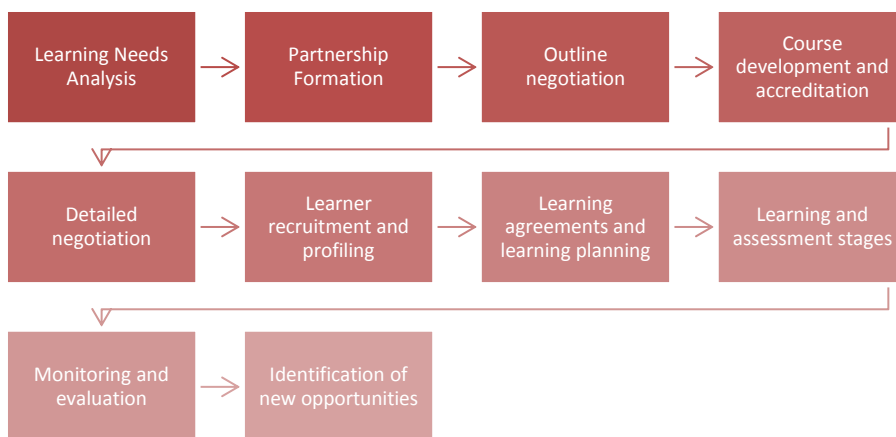 Learning Needs
Analysis
Partnership
Formation
Outline
negotiation
Course
development and
accreditation
Detailed
negotiation
Learner
recruitment and
profiling
Learning
agreements and
learning planning
Learning and
assessment stages
Monitoring and
evaluation
Identification of
new opportunities